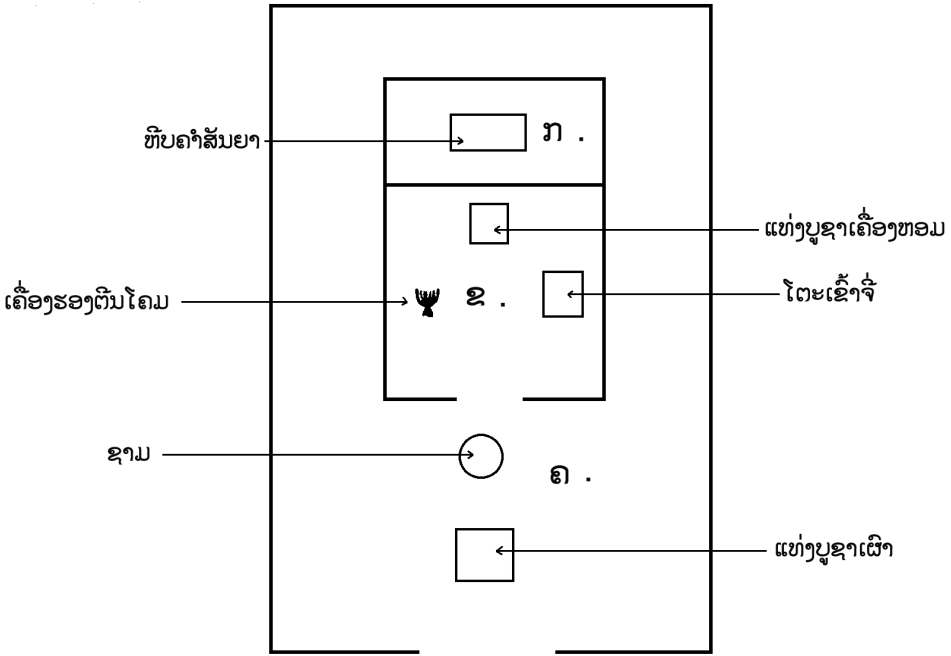 ກ .
ຫີບຄຳສັນຍາ
ແທ່ງບູຊາເຄື່ອງຫອມ
ໂຕະເຂົ້າຈີ່
ເຄື່ອງຮອງຕີນໂຄມ
ຂ .
ຊາມ
ຄ .
ແທ່ງບູຊາເຜົາ